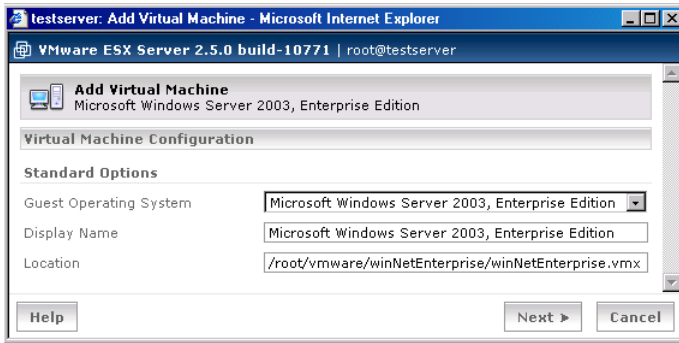 testserver: Add Virtual Machine - Microsoft Internet Explorer
VMware ESX Server 2.5.0 build-10771 | root@testserver
Add Virtual Machine
Microsoft Windows Server 2003, Enterprise Edition
Virtual Machine Configuration
Standard Options
Guest Operating System Microsoft Windows Server 2003, Enterprise Edition
Display Name Microsoft Windows Server 2003, Enterprise Edition
Location /root/vmware/winNetEnterprise/winNetEnterprise.vmx
Help Next Cancel